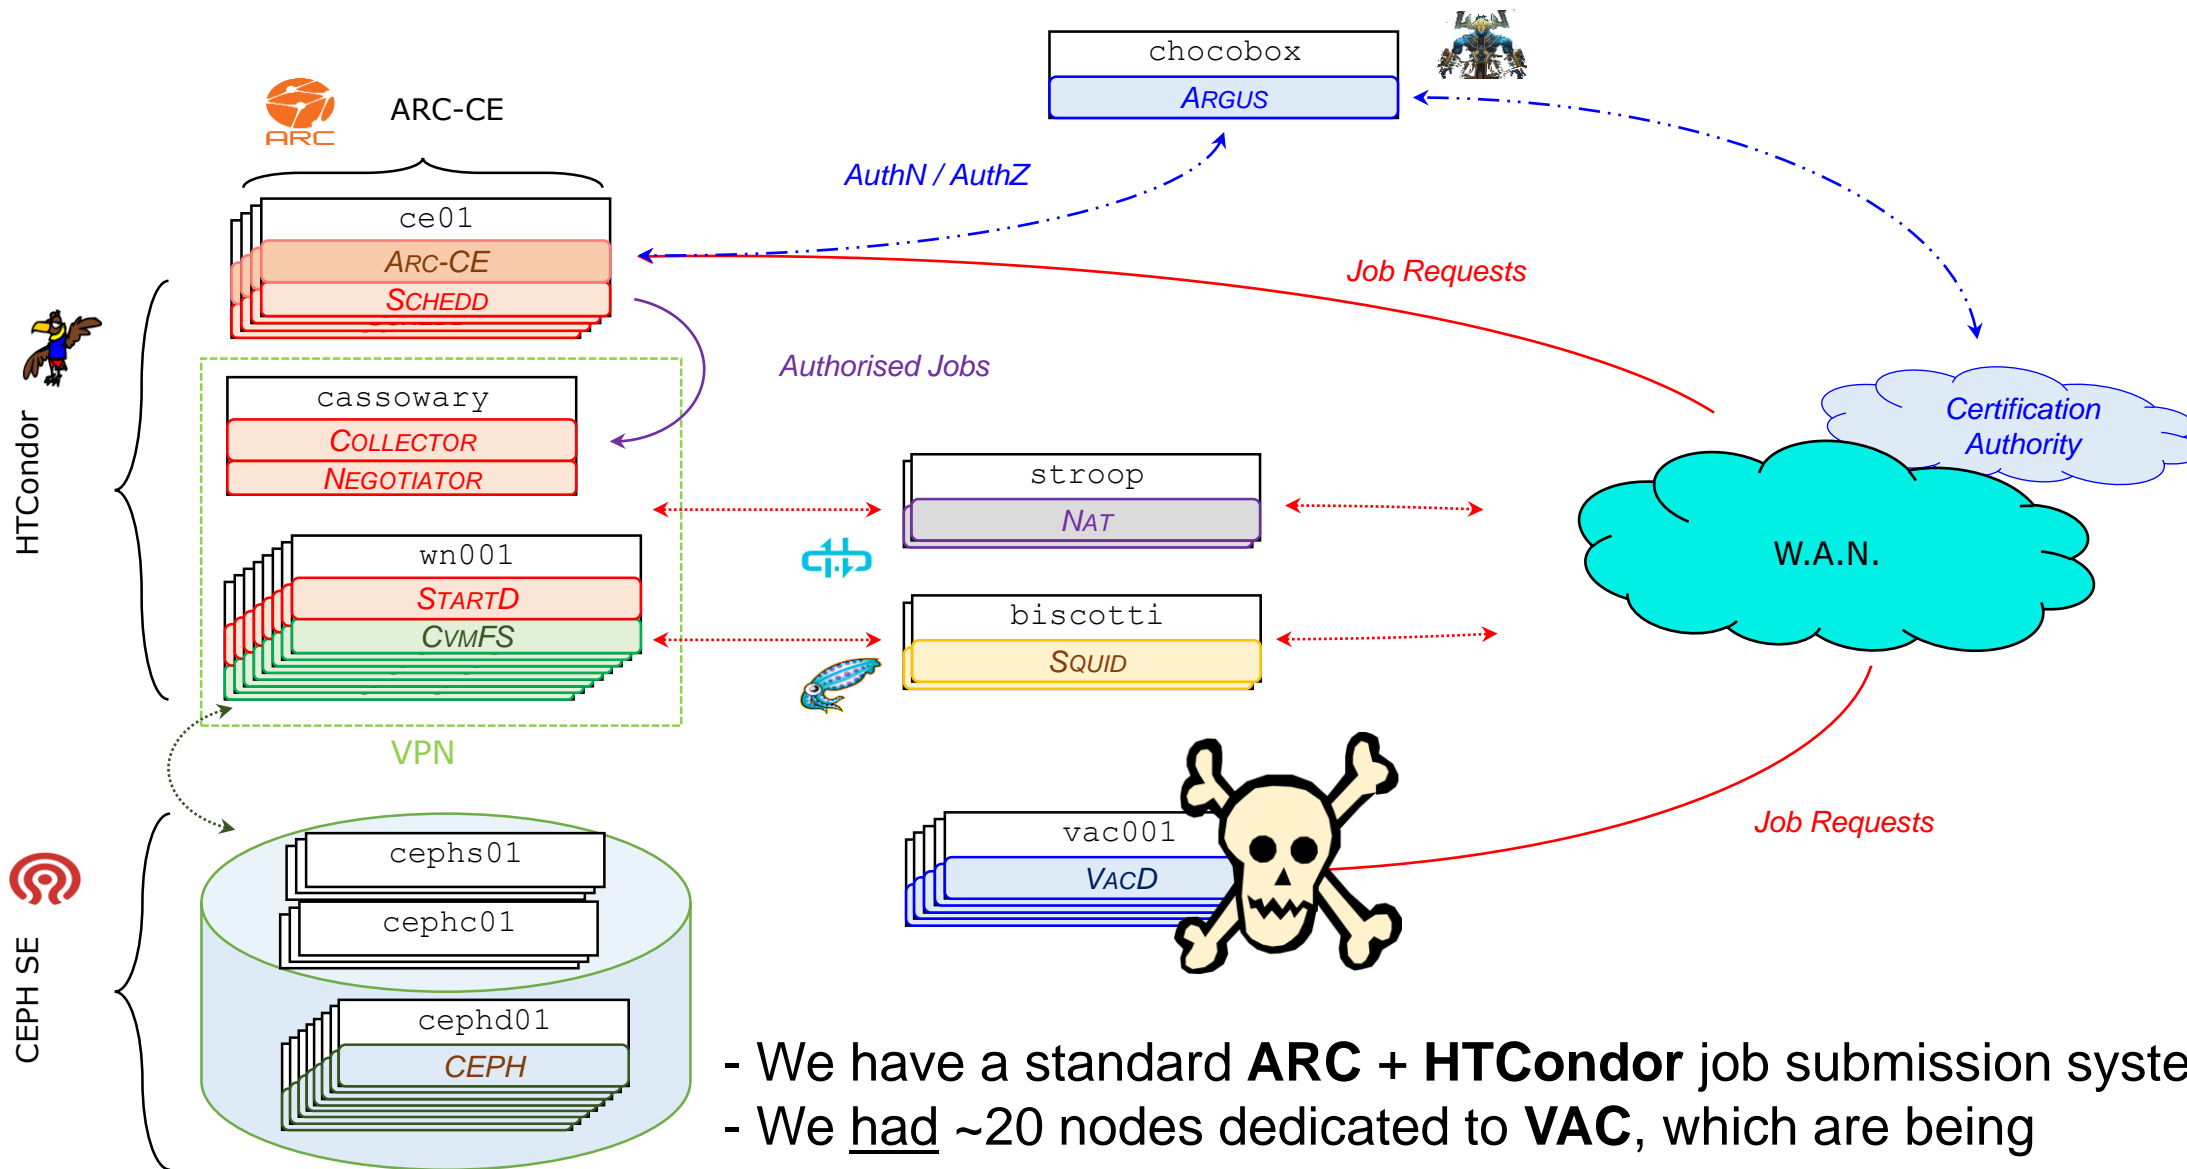 chocobox
ARGUS
ARC
ARC-CE
AuthN / AuthZ
ce01
ARC-CE
SCHEDD
Job Requests
HTCondor
Authorised Jobs
cassowary
COLLECTOR
NEGOTIATOR
Certification
Authority
stroop
NAT
W.A.N.
wn001
STARTD
CVMFS
biscotti
SQUID
VPN
vac001
VACD
Job Requests
CEPH SE
cephs01
cephc01
cephd01
CEPH
- We have a standard ARC + HTCondor job submission syste
- We had ~20 nodes dedicated to VAC, which are being